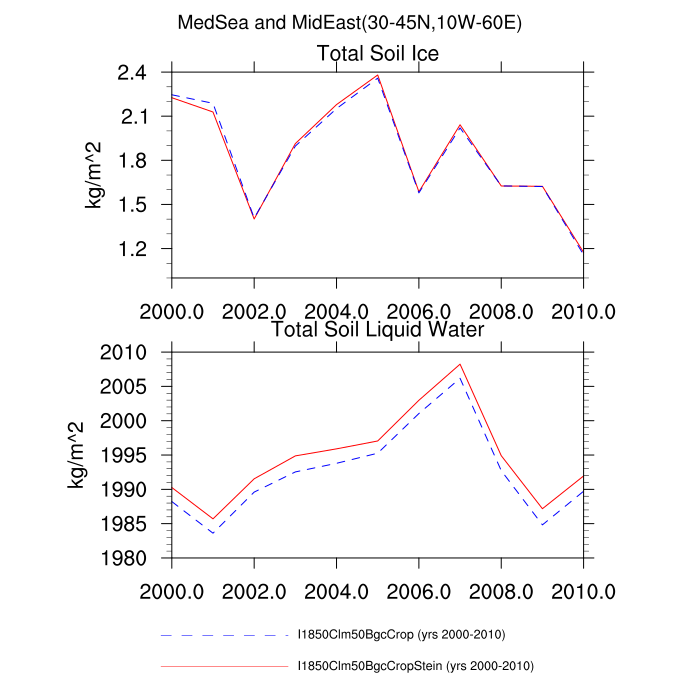 MedSea and MidEast(30-45N,10W-60E)
Total Soil Ice
2.4
2.1
1.8
1.5
1.2
kg/m^2
2000.0 2002.0 2004.0 2006.0 2008.0 2010.0
Total Soil Liquid Water
2010
2005
2000
1995
1990
1985
1980
kg/m^2
2000.0 2002.0 2004.0 2006.0 2008.0 2010.0
I1850Clm50BgcCrop (yrs 2000-2010)
I1850Clm50BgcCropStein (yrs 2000-2010)